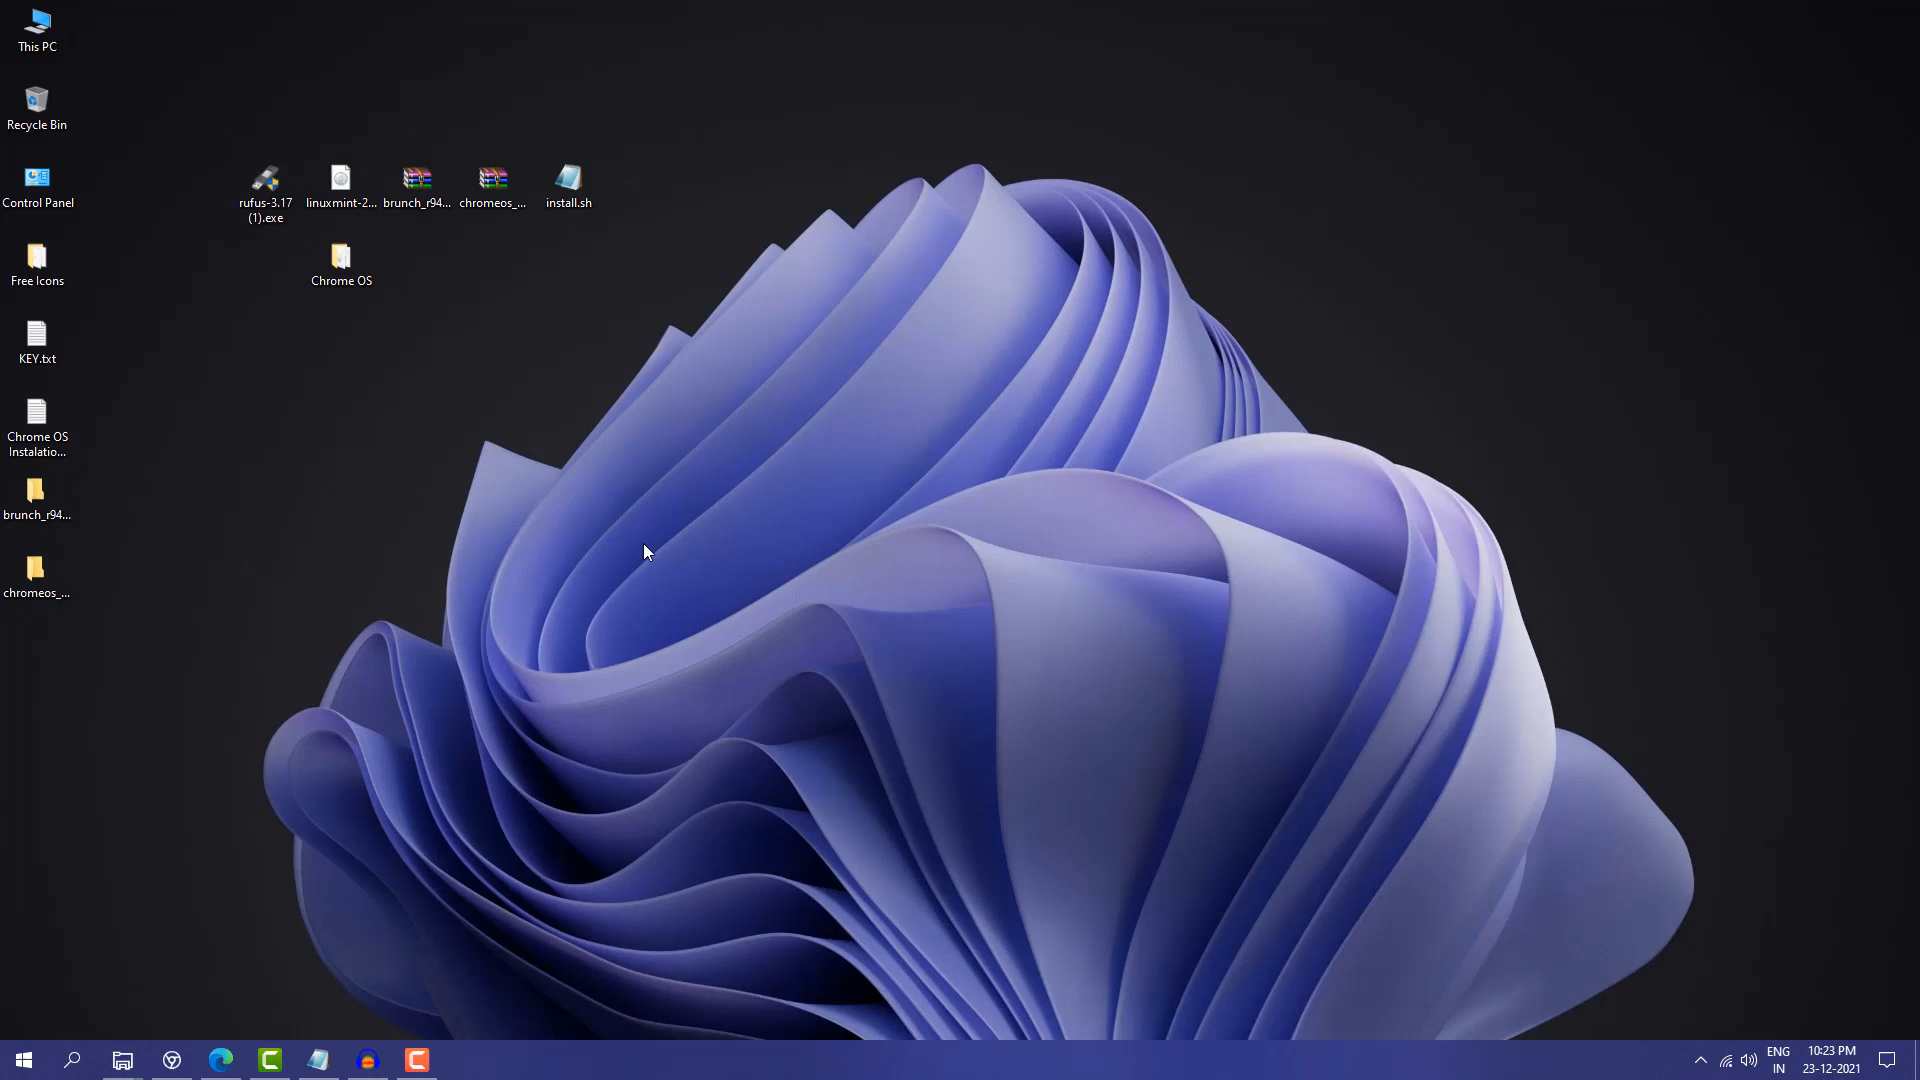 This PC
Recycle Bin
Control Panel
Free Icons
KEY.txt
Chrome OS
Instalatio...
brunch_r94...
chromeos_...
rufus-3.17
(1).exe
linuxmint-2...
brunch_r94...
chromeos_...
install.sh
Chrome OS
ENG
IN
10:23 PM
23-12-2021